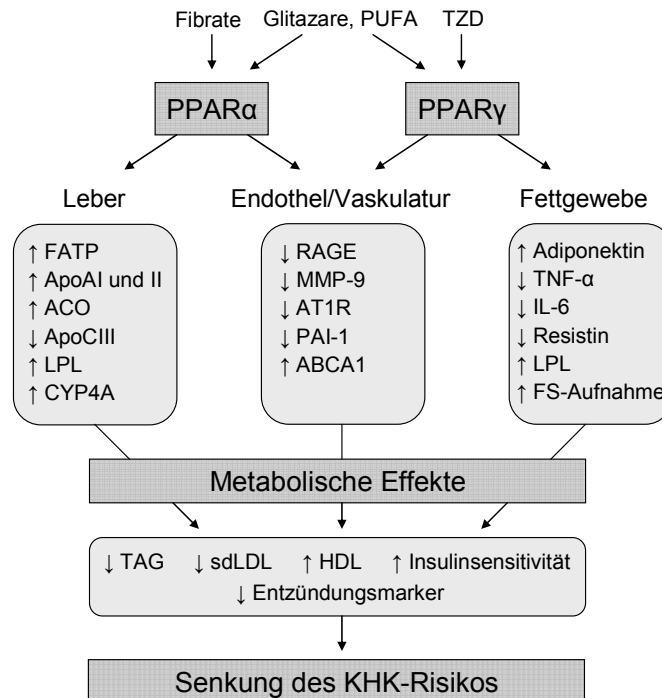 Fibrate Glitazare, PUFA TZD
PPARα PPARγ
Leber Endothel/Vaskulatur Fettgewebe
↑ FATP
↑ ApoAI und II
↑ ACO
↓ ApoCIII
↑ LPL
↑ CYP4A
↓ RAGE
↓ MMP-9
↓ AT1R
↓ PAI-1
↑ ABCA1
↑ Adiponektin
↓ TNF-α
↓ IL-6
↓ Resistin
↑ LPL
↑ FS-Aufnahme
Metabolische Effekte
↓ TAG ↓ sdLDL ↑ HDL ↑ Insulinsensitivität
↓ Entzündungsmarker
Senkung des KHK-Risikos